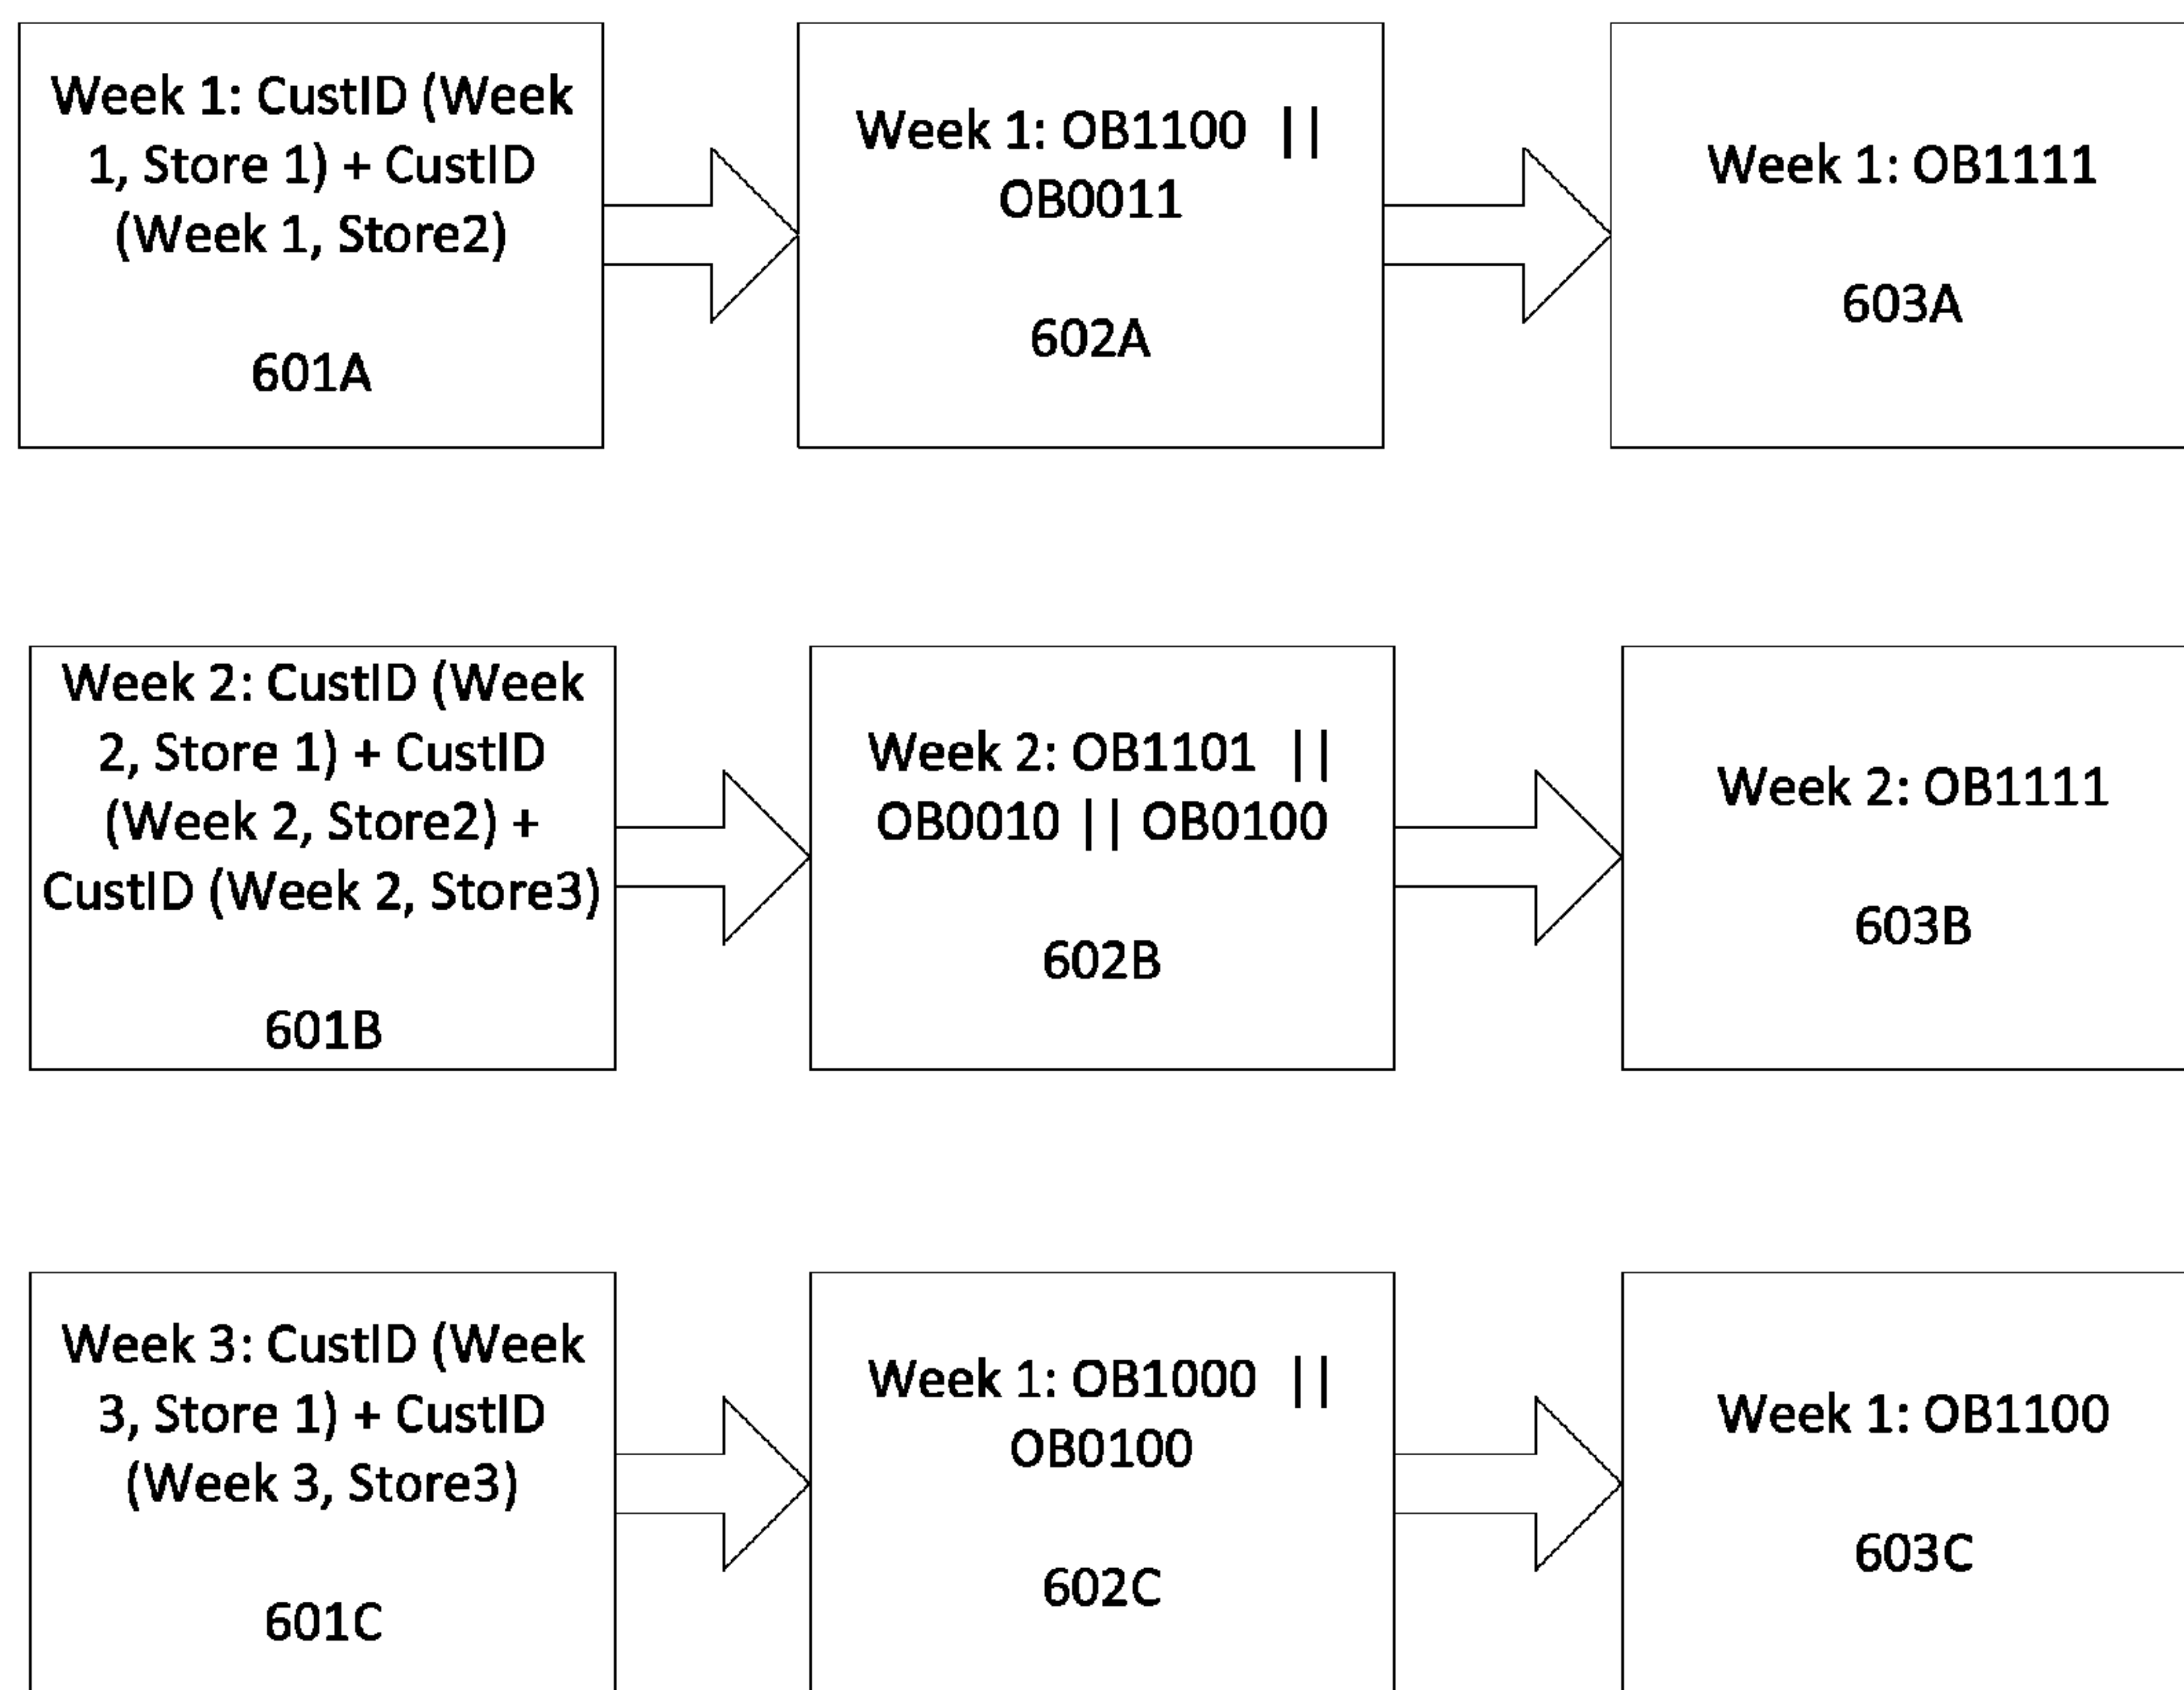 Week 1: CustID (Week
1, Store 1) + CustID
(Week 1, Store2)
601A
Week 1: OB1100 ||
OB0011
602A
Week 1: OB1111
603A
Week 2: CustID (Week
2, Store 1) + CustID
(Week 2, Store2) +
CustID (Week 2, Store3)
601B
Week 2: OB1101 ||
OB0010 || OB0100
602B
Week 2: OB1111
603B
Week 3: CustID (Week
3, Store 1) + CustID
(Week 3, Store3)
601C
Week 1: OB1000 ||
OB0100
602C
Week 1: OB1100
603C